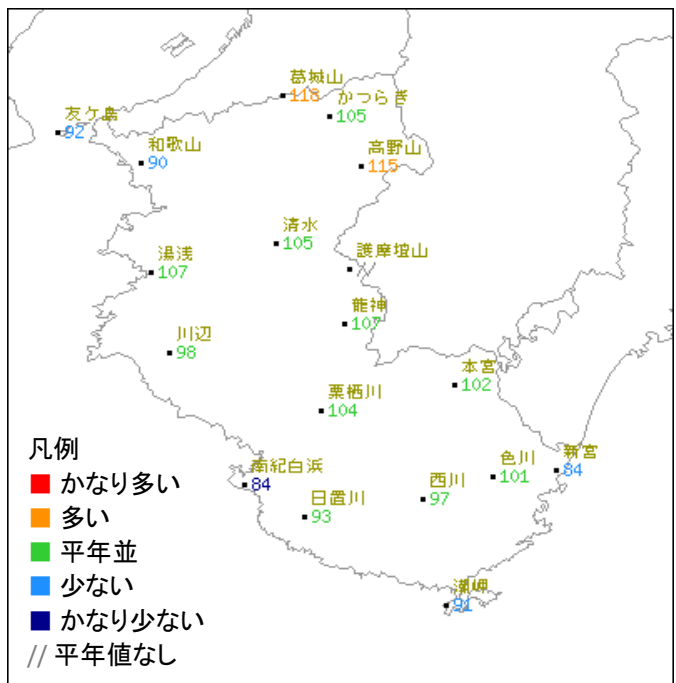 葛城山
118
かつらぎ
105
友ケ島
92
和歌山
90
高野山
115
清水
105
護摩壇山
//
湯浅
107
龍神
107
川辺
98
本宮
102
栗栖川
104
南紀白浜
84
日置川
93
西川
97
色川
101
新宮
84
潮岬
91
凡例
かなり多い
多い
平年並
少ない
かなり少ない
// 平年値なし